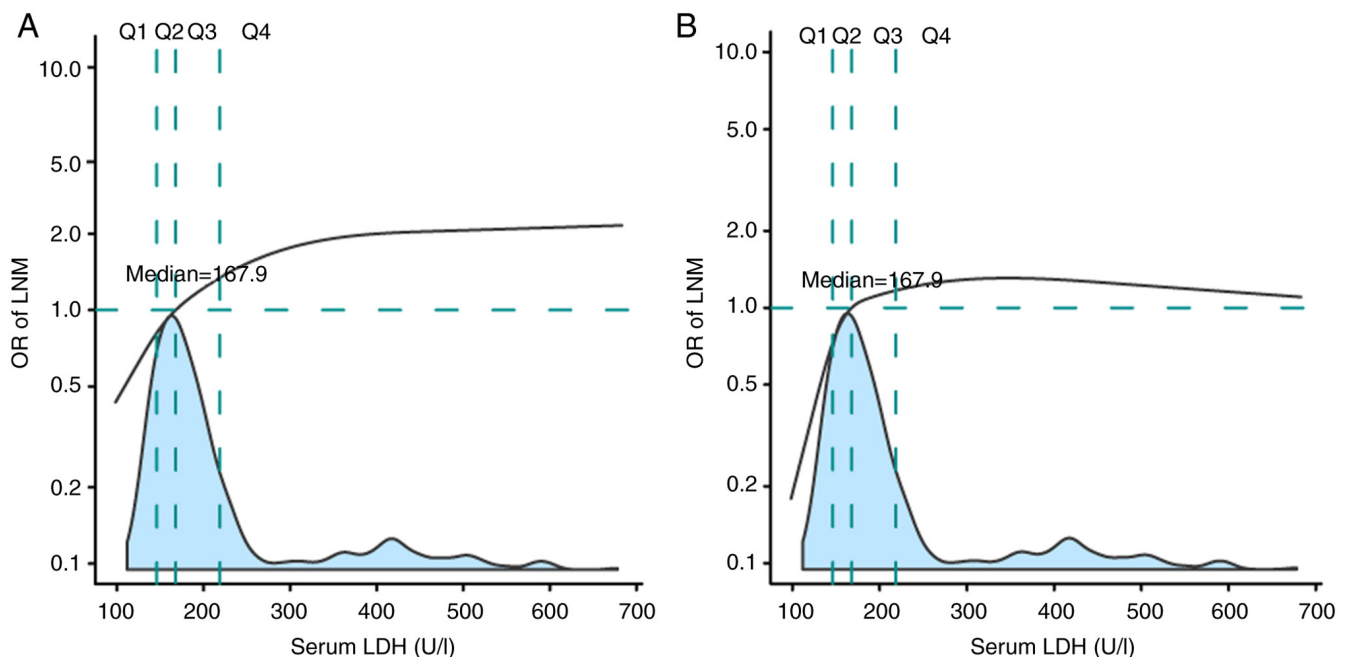 A
Q1 Q2 Q3 Q4
10.0
5.0
2.0
Median=167.9
1.0
0.5
0.2
0.1
OR of LNM
100 200 300 400 500 600 700
Serum LDH (U/l)
B
Q1 Q2 Q3 Q4
10.0
5.0
2.0
Median=167.9
1.0
0.5
0.2
0.1
OR of LNM
100 200 300 400 500 600 700
Serum LDH (U/l)